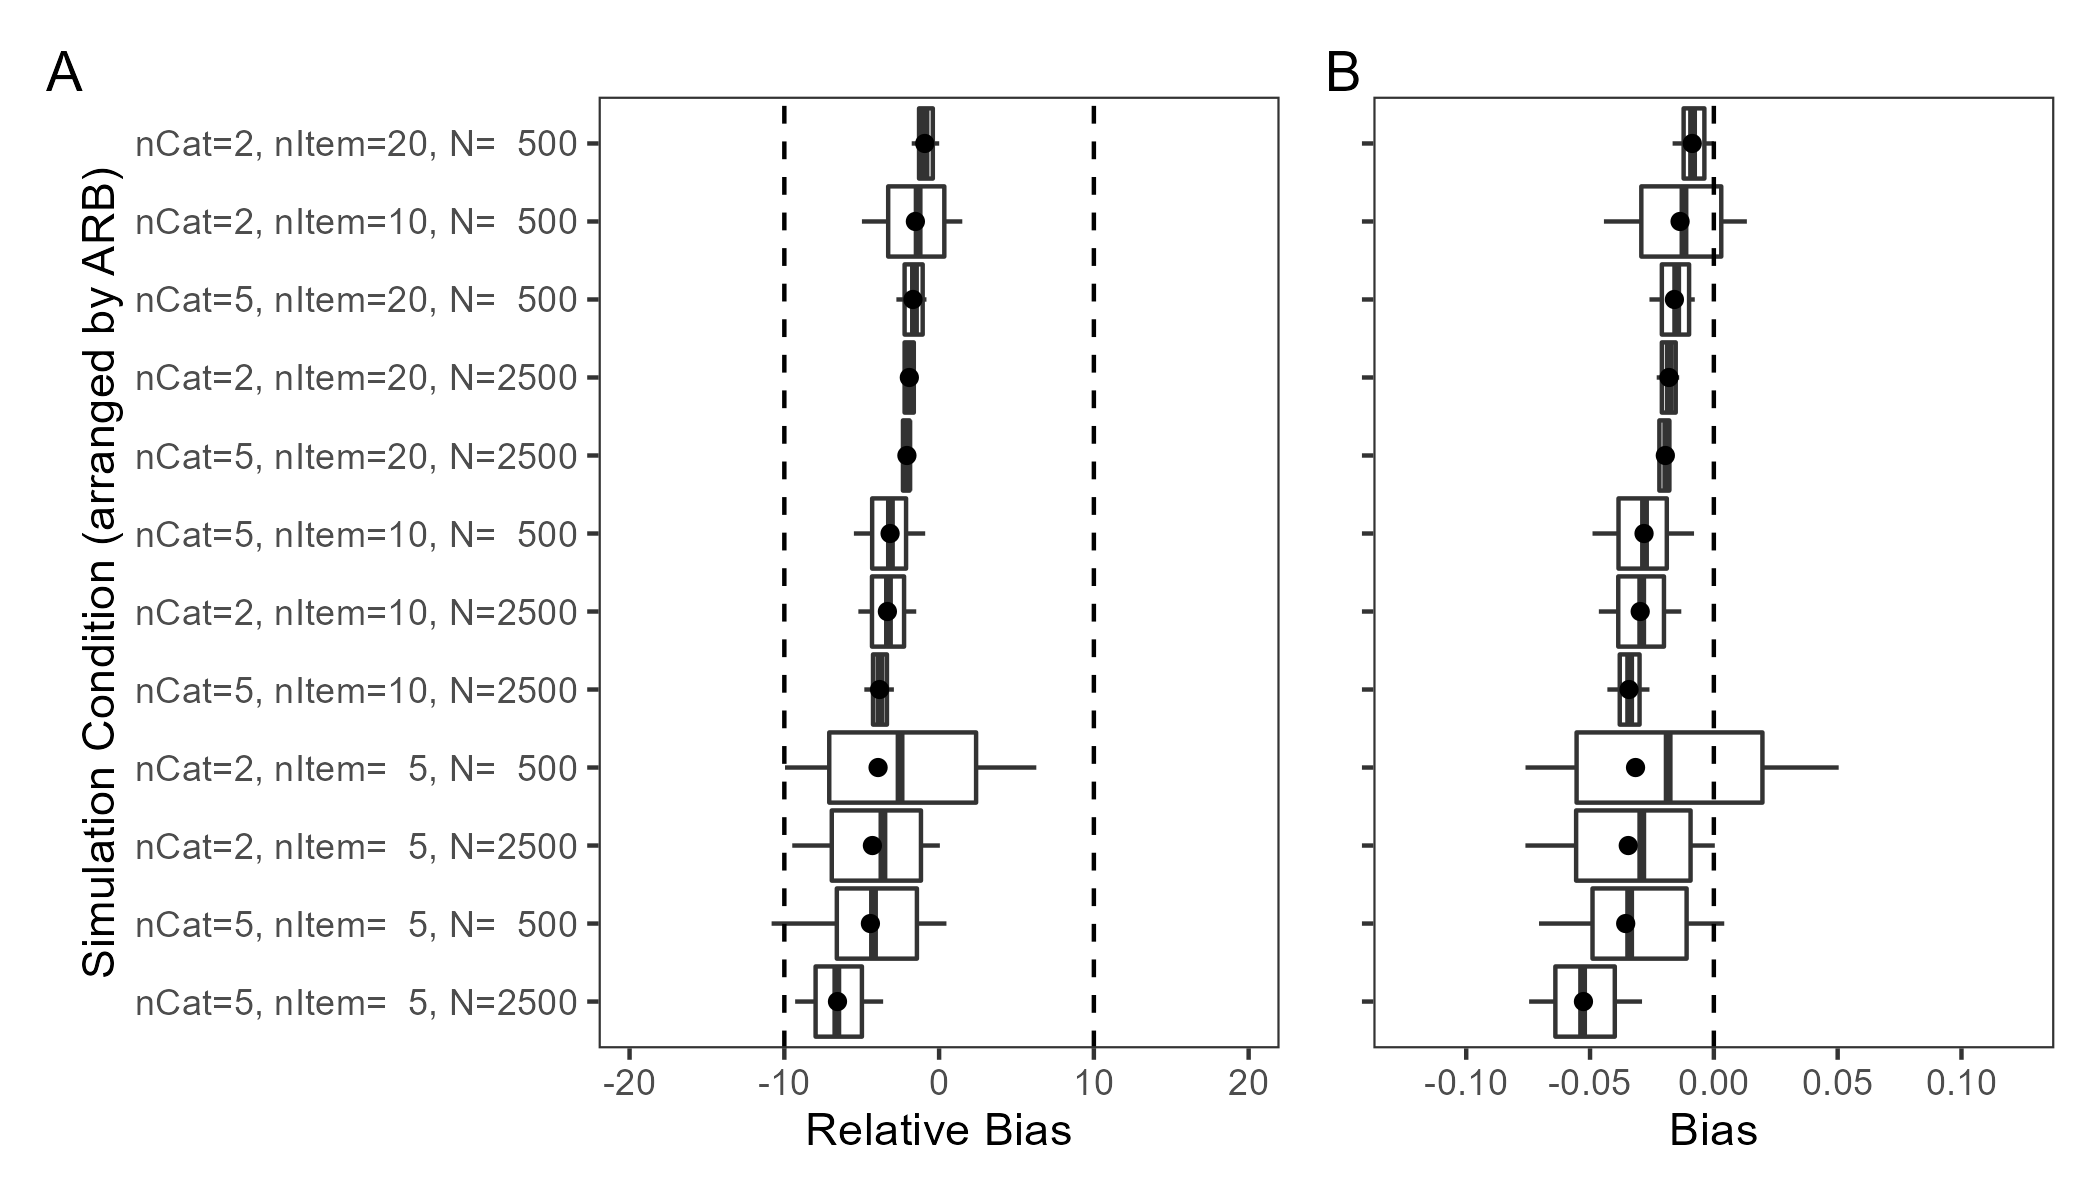 A
B
Simulation Condition (arranged by ARB)
nCat=2, nItem=20, N=  500
nCat=2, nItem=10, N=  500
nCat=5, nItem=20, N=  500
nCat=2, nItem=20, N=2500
nCat=5, nItem=20, N=2500
nCat=5, nItem=10, N=  500
nCat=2, nItem=10, N=2500
nCat=5, nItem=10, N=2500
nCat=2, nItem=  5, N=  500
nCat=2, nItem=  5, N=2500
nCat=5, nItem=  5, N=  500
nCat=5, nItem=  5, N=2500
-20 -10 0 10 20
Relative Bias
-0.10 -0.05 0.00 0.05 0.10
Bias